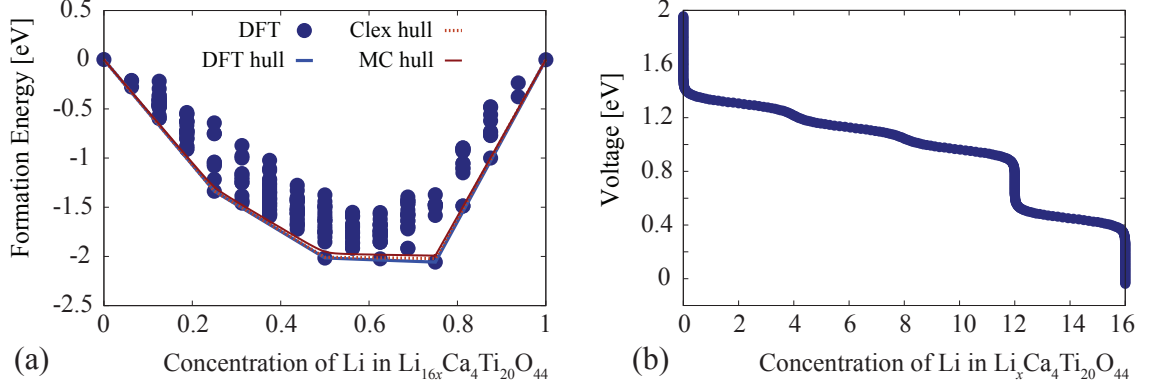 0.5
0
-0.5
-1
-1.5
-2
-2.5
Formation Energy [eV]
DFT
DFT hull
Clex hull
MC hull
0 0.2 0.4 0.6 0.8 1
(a) Concentration of Li in Li₁₆ₓCa₄Ti₂₀O₄₄
2
1.6
1.2
0.8
0.4
0
Voltage [eV]
0 2 4 6 8 10 12 14 16
(b) Concentration of Li in LiₓCa₄Ti₂₀O₄₄